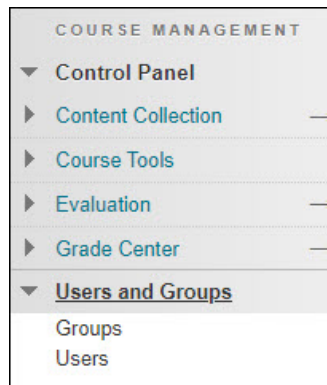 COURSE MANAGEMENT
Control Panel
Content Collection
Course Tools
Evaluation
Grade Center
Users and Groups
Groups
Users